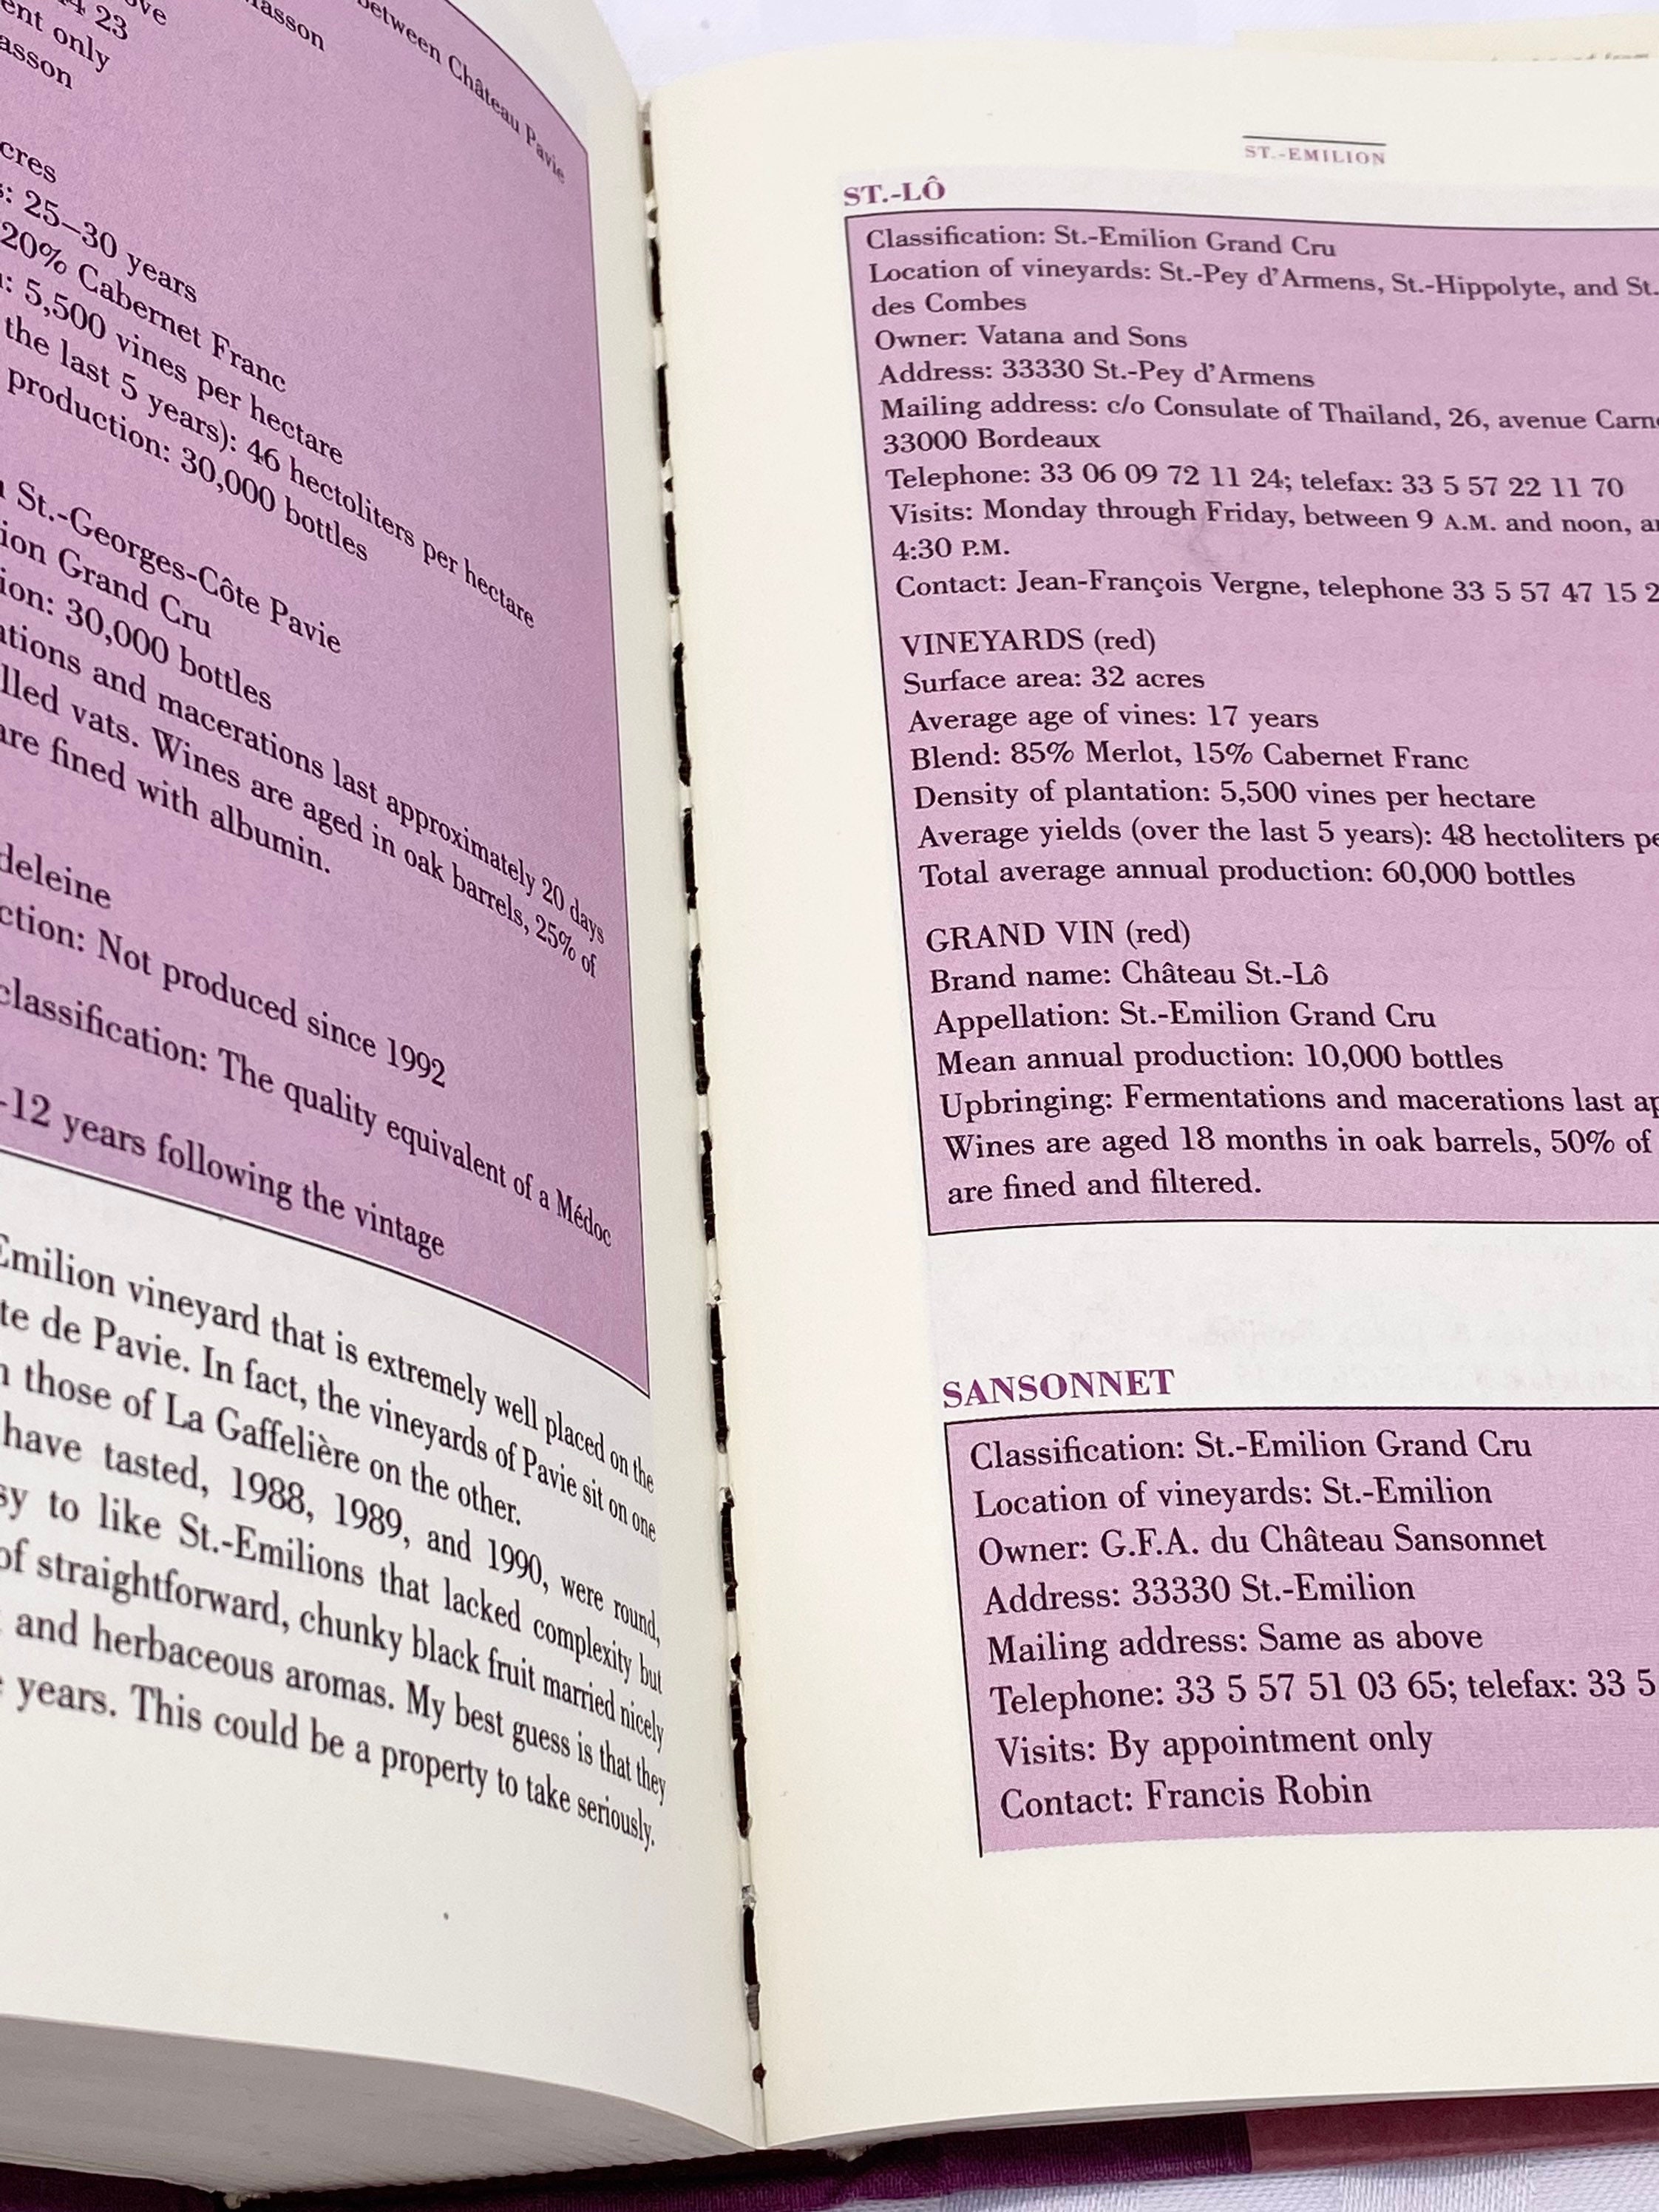 ove
4 23
ent only
asson
asson
between Château Pavie
cres
s: 25–30 years
20% Cabernet Franc
n: 5,500 vines per hectare
the last 5 years): 46 hectoliters per hectare
production: 30,000 bottles
St.-Georges-Côte Pavie
ion Grand Cru
ion: 30,000 bottles
ations and macerations last approximately 20 days
lled vats. Wines are aged in oak barrels, 25% of
are fined with albumin.
deleine
ction: Not produced since 1992
classification: The quality equivalent of a Médoc
-12 years following the vintage
Emilion vineyard that is extremely well placed on the
te de Pavie. In fact, the vineyards of Pavie sit on one
those of La Gaffelière on the other.
have tasted, 1988, 1989, and 1990, were round,
sy to like St.-Emilions that lacked complexity but
of straightforward, chunky black fruit married nicely
and herbaceous aromas. My best guess is that they
years. This could be a property to take seriously.
ST.-EMILION
ST.-LÔ
Classification: St.-Emilion Grand Cru
Location of vineyards: St.-Pey d'Armens, St.-Hippolyte, and St.
des Combes
Owner: Vatana and Sons
Address: 33330 St.-Pey d'Armens
Mailing address: c/o Consulate of Thailand, 26, avenue Carn
33000 Bordeaux
Telephone: 33 06 09 72 11 24; telefax: 33 5 57 22 11 70
Visits: Monday through Friday, between 9 A.M. and noon, a
4:30 P.M.
Contact: Jean-François Vergne, telephone 33 5 57 47 15 2
VINEYARDS (red)
Surface area: 32 acres
Average age of vines: 17 years
Blend: 85% Merlot, 15% Cabernet Franc
Density of plantation: 5,500 vines per hectare
Average yields (over the last 5 years): 48 hectoliters pe
Total average annual production: 60,000 bottles
GRAND VIN (red)
Brand name: Château St.-Lô
Appellation: St.-Emilion Grand Cru
Mean annual production: 10,000 bottles
Upbringing: Fermentations and macerations last ap
Wines are aged 18 months in oak barrels, 50% of
are fined and filtered.
SANSONNET
Classification: St.-Emilion Grand Cru
Location of vineyards: St.-Emilion
Owner: G.F.A. du Château Sansonnet
Address: 33330 St.-Emilion
Mailing address: Same as above
Telephone: 33 5 57 51 03 65; telefax: 33 5
Visits: By appointment only
Contact: Francis Robin